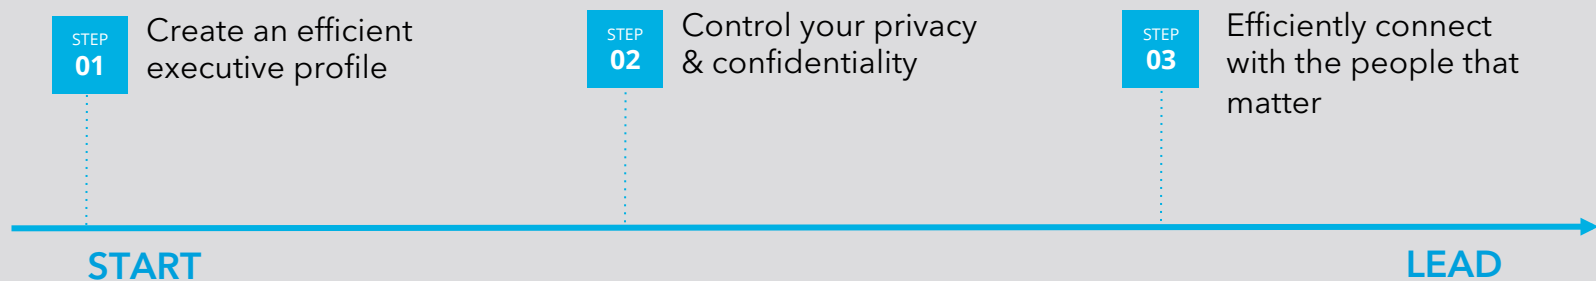 STEP
01
Create an efficient
executive profile
STEP
02
Control your privacy
& confidentiality
STEP
03
Efficiently connect
with the people that
matter
START
LEAD